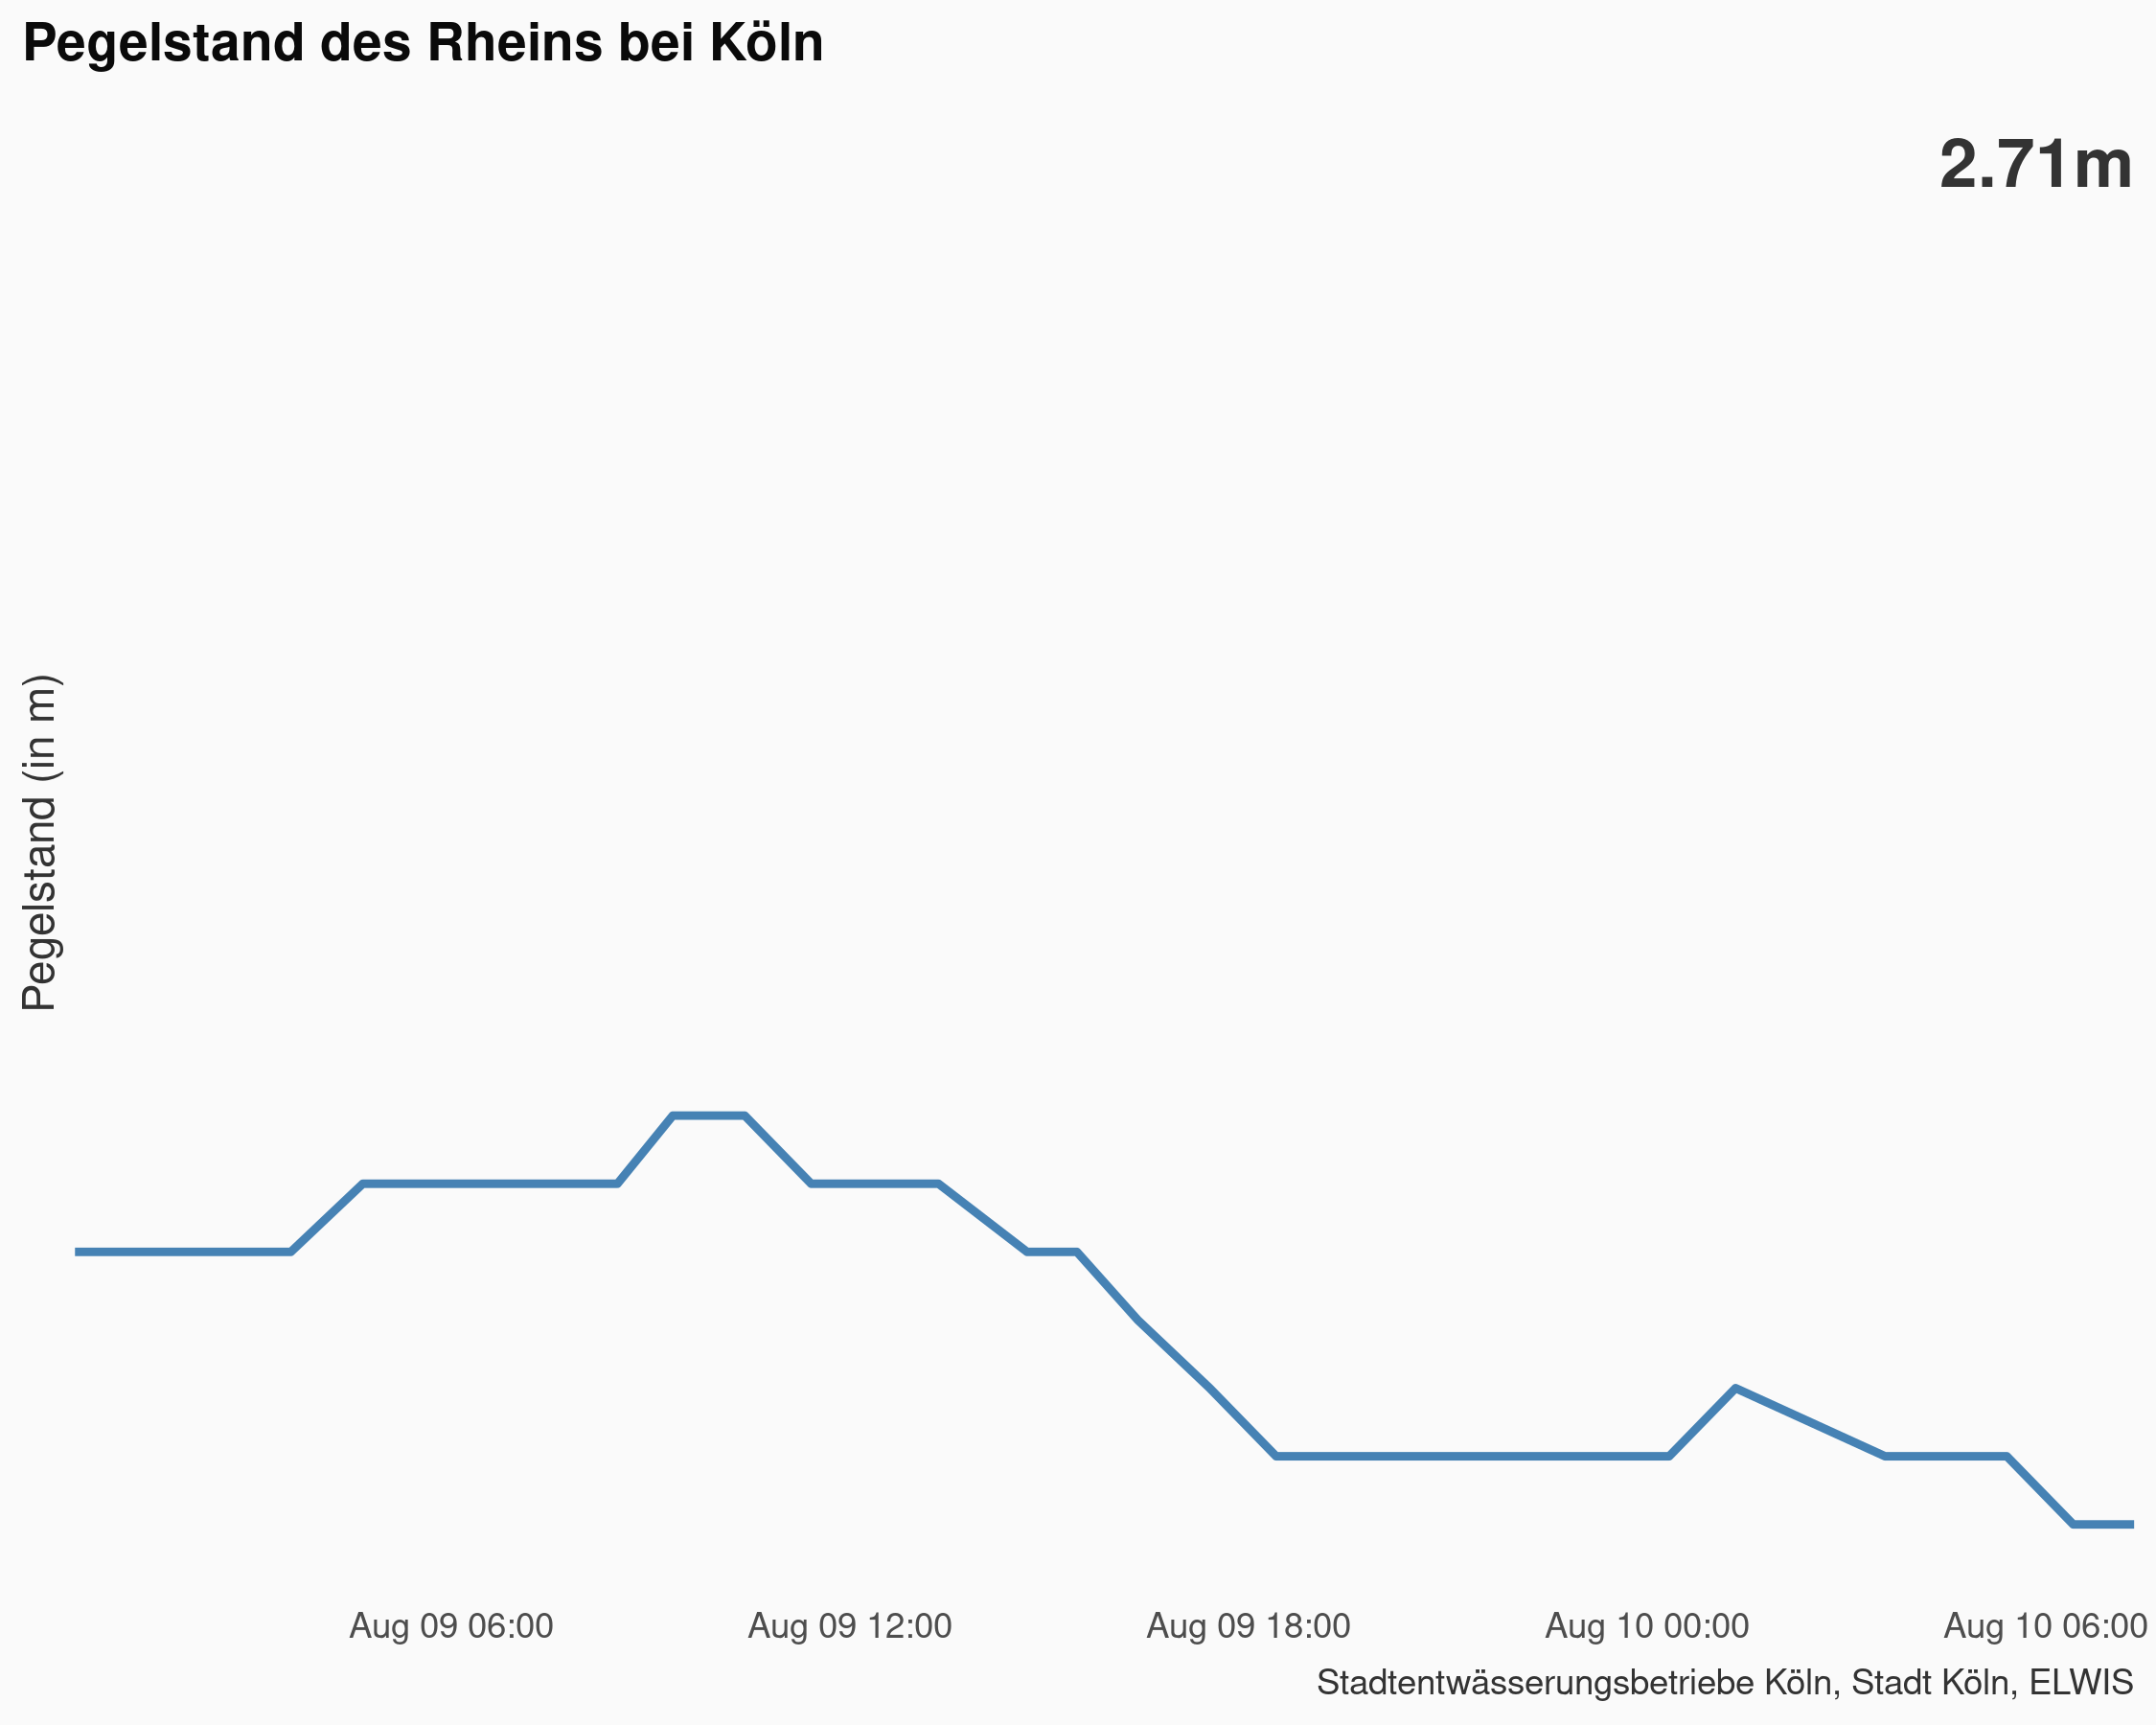 Pegelstand des Rheins bei Köln
2.71m
Pegelstand (in m)
Aug 09 06:00
Aug 09 12:00
Aug 09 18:00
Aug 10 00:00
Aug 10 06:00
Stadtentwässerungsbetriebe Köln, Stadt Köln, ELWIS